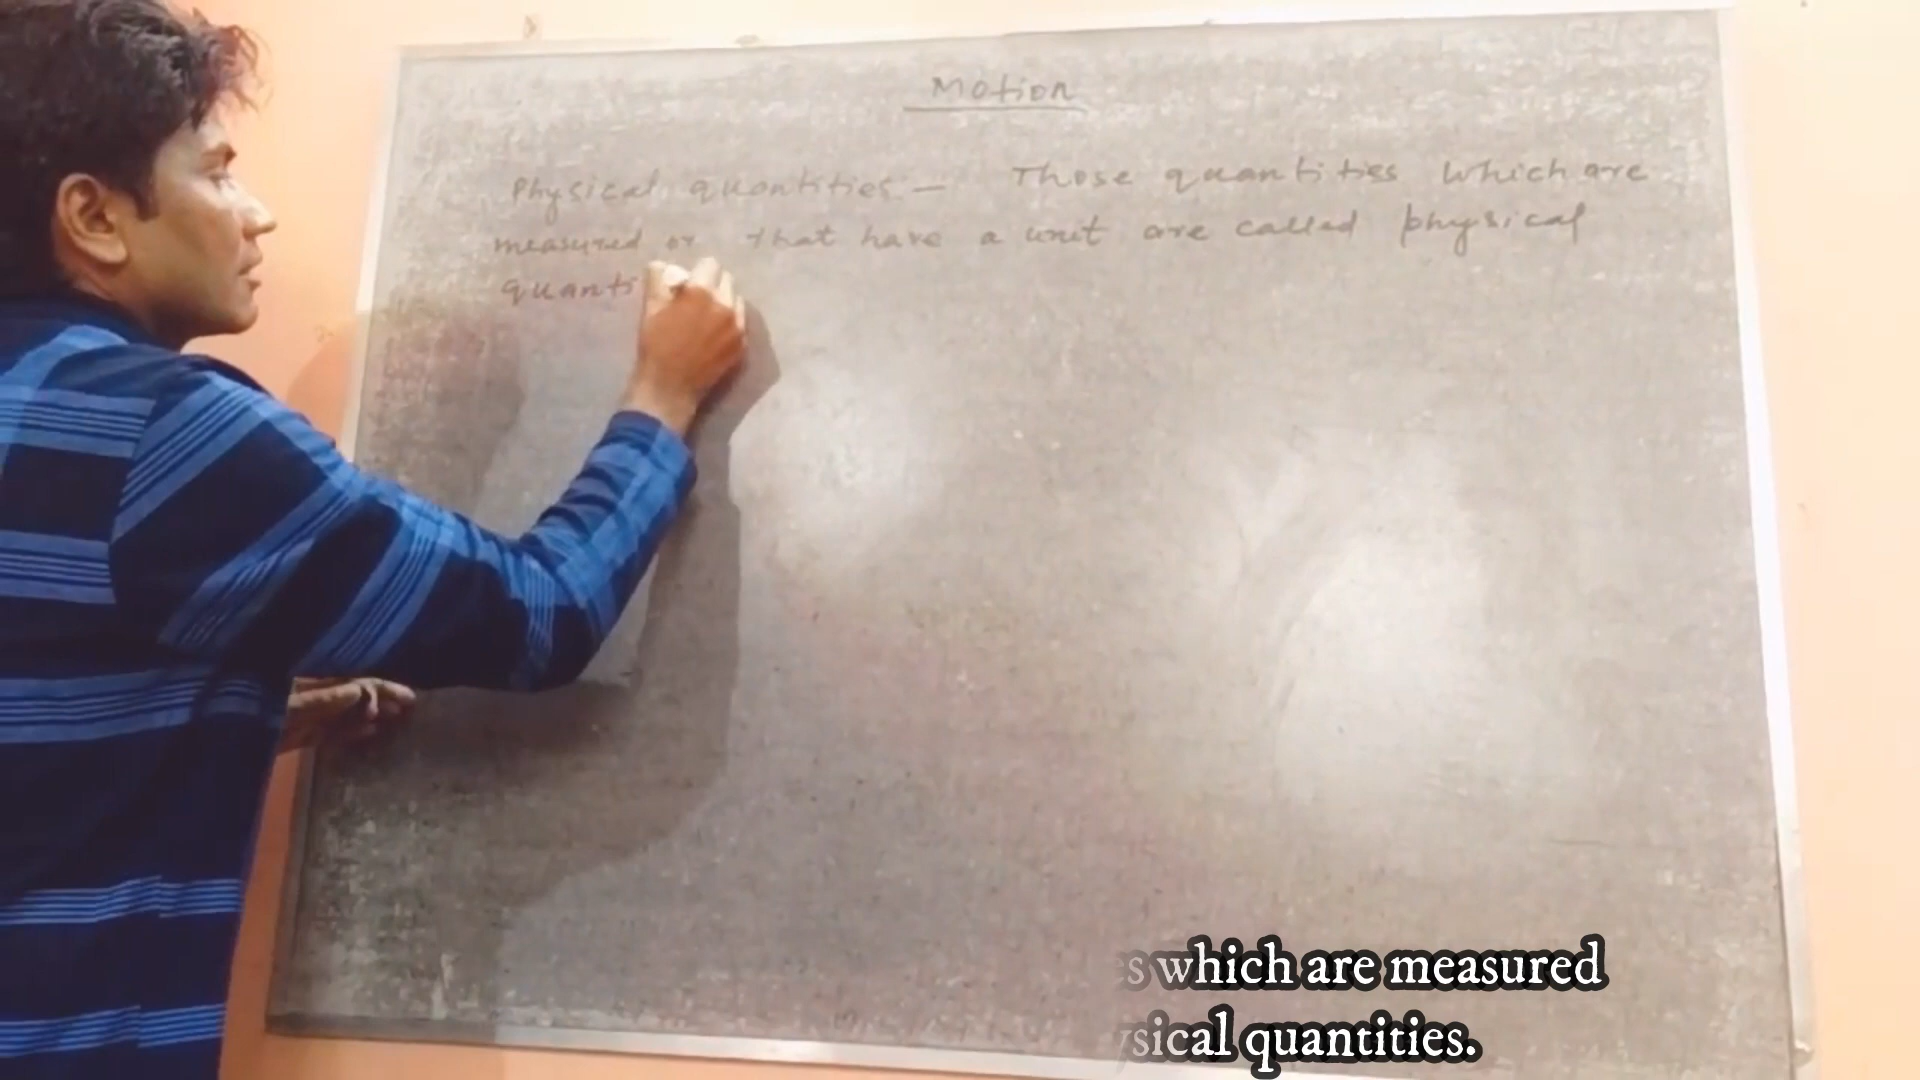 Motion
Physical quantities — Those quantities which are
measured or that have a unit are called physical
quanti
s which are measured
ysical quantities.